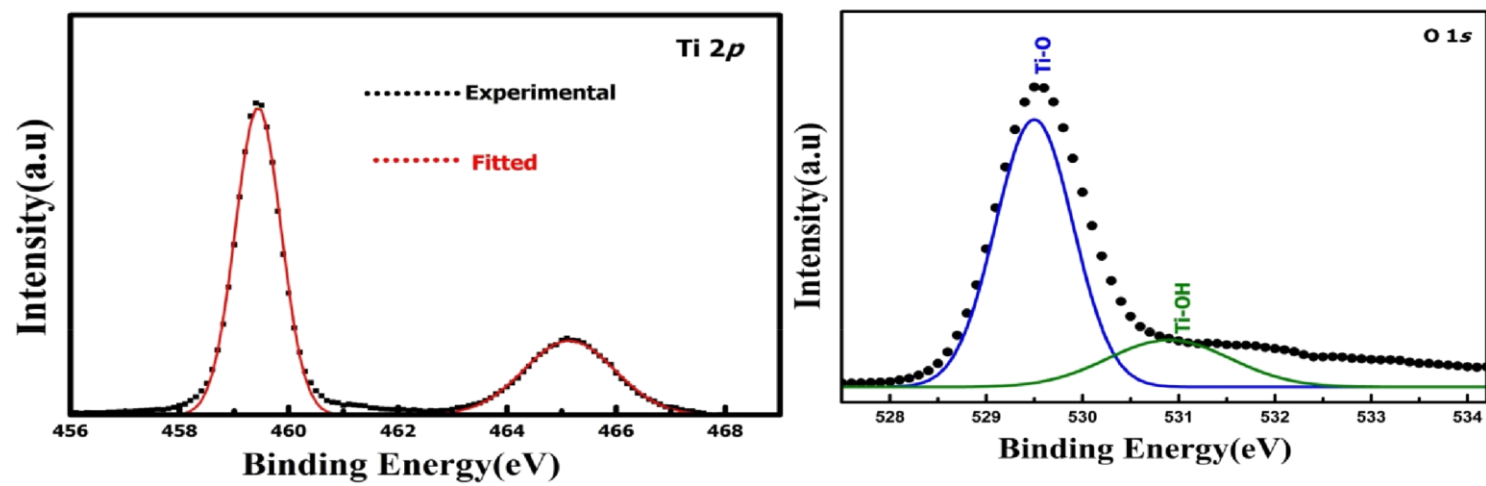 Ti 2p
Experimental
Fitted
Intensity(a.u)
456 458 460 462 464 466 468
Binding Energy(eV)
O 1s
Ti-O
Ti-OH
Intensity(a.u)
528 529 530 531 532 533 534
Binding Energy(eV)